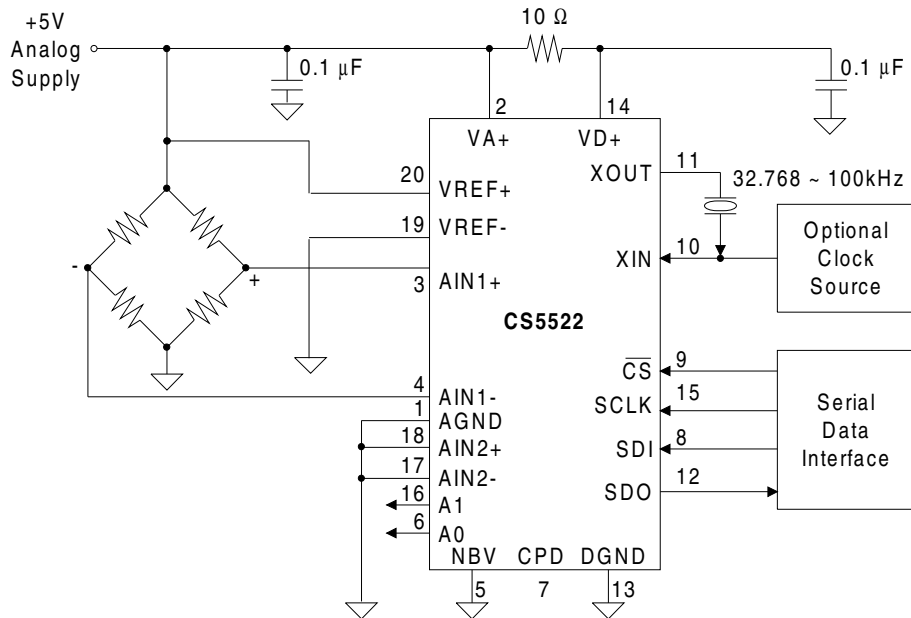 +5V
Analog
Supply
10 Ω
0.1 µF
0.1 µF
2
14
VA+
VD+
20
VREF+
19
VREF-
3
AIN1+
-
+
XOUT
11
32.768 ~ 100kHz
XIN
10
Optional
Clock
Source
CS5522
4
AIN1-
1
AGND
18
AIN2+
17
AIN2-
16
A1
6
A0
CS
9
SCLK
15
SDI
8
SDO
12
Serial
Data
Interface
NBV
CPD
DGND
5
7
13